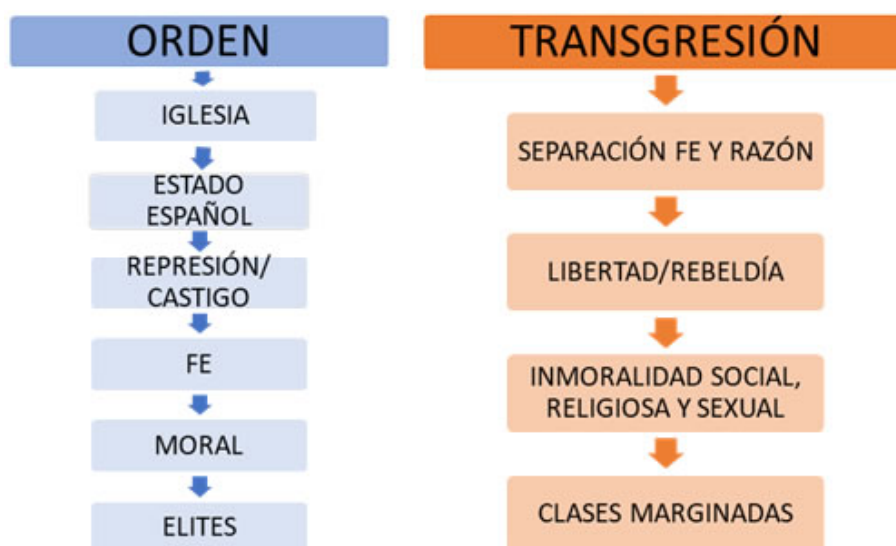 ORDEN
IGLESIA
ESTADO
ESPAÑOL
REPRESIÓN/
CASTIGO
FE
MORAL
ELITES
TRANSGRESIÓN
SEPARACIÓN FE Y RAZÓN
LIBERTAD/REBELDÍA
INMORALIDAD SOCIAL,
RELIGIOSA Y SEXUAL
CLASES MARGINADAS